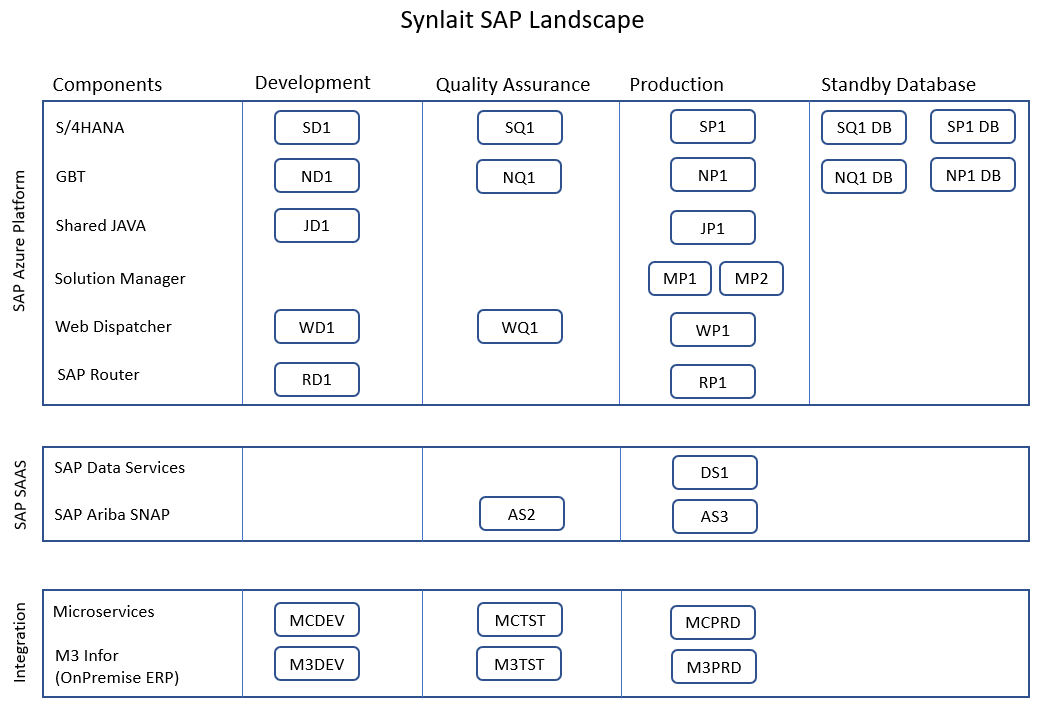 Synlait SAP Landscape
Components Development Quality Assurance Production Standby Database
SAP Azure Platform
S/4HANA SD1 SQ1 SP1 SQ1 DB SP1 DB
GBT ND1 NQ1 NP1 NQ1 DB NP1 DB
Shared JAVA JD1 JP1
Solution Manager MP1 MP2
Web Dispatcher WD1 WQ1 WP1
SAP Router RD1 RP1
SAP SAAS
SAP Data Services DS1
SAP Ariba SNAP AS2 AS3
Integration
Microservices MCDEV MCTST MCPRD
M3 Infor M3DEV M3TST M3PRD
(OnPremise ERP)